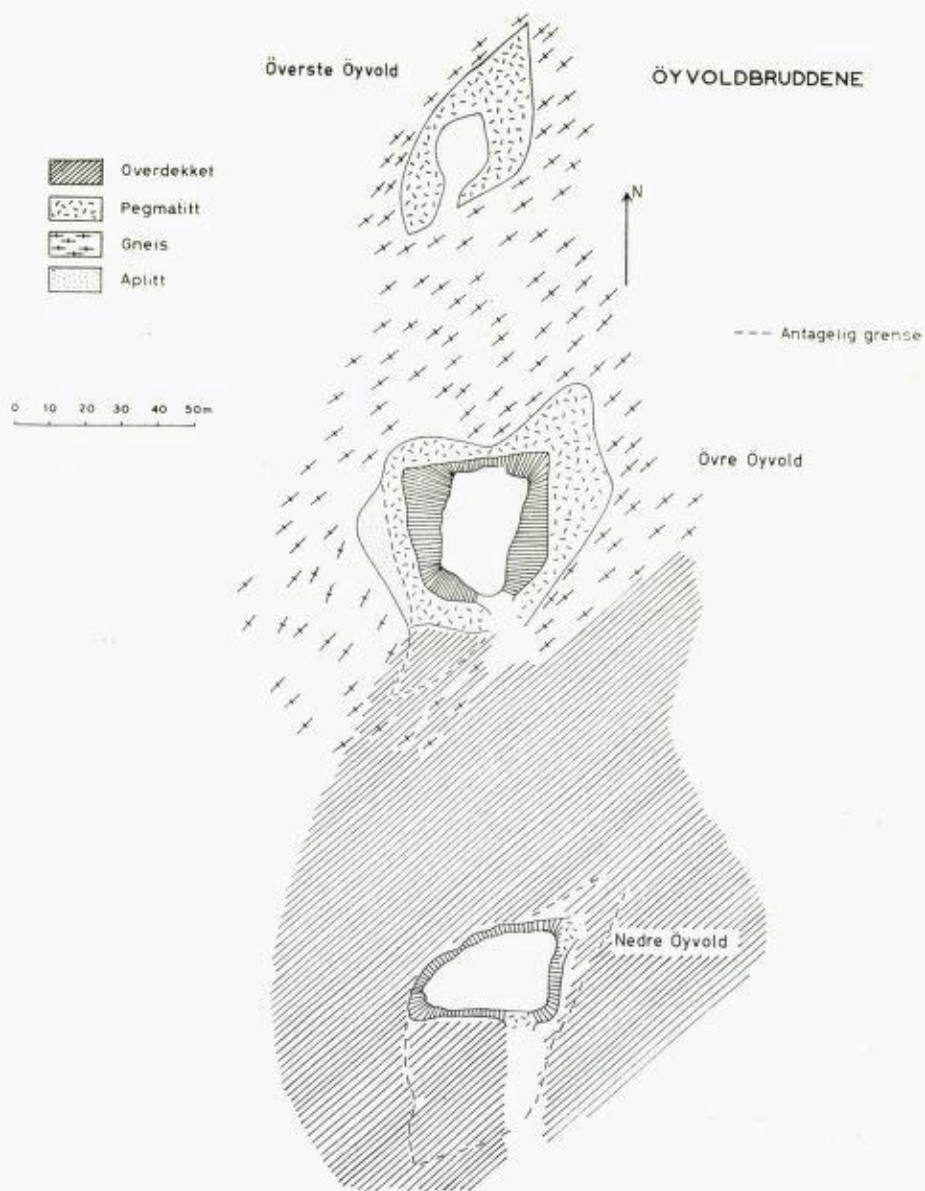 Överste Öyvold
ÖYVOLDBRUDDENE
Overdekket
Pegmatitt
Gneis
Aplitt
N
Antagelig grense
0 10 20 30 40 50m
Övre Öyvold
Nedre Öyvold